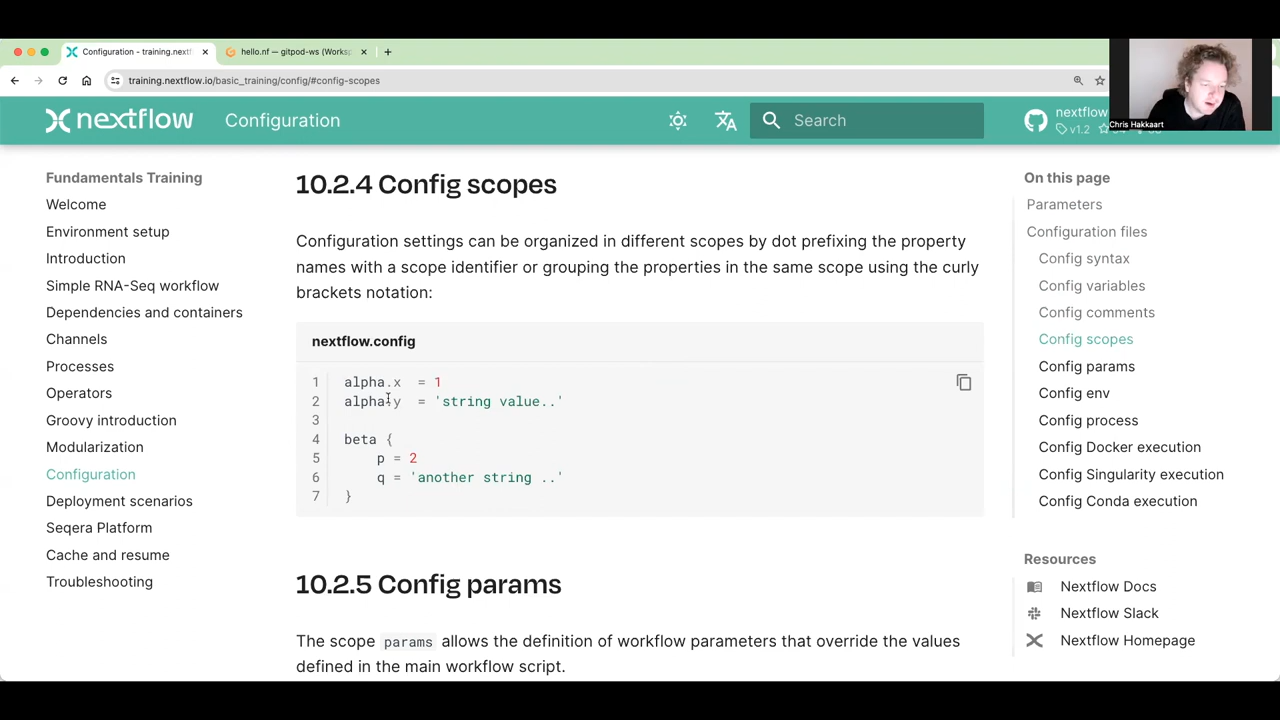 Configuration - training.nextf
hello.nf — gitpod-ws (Worksp
training.nextflow.io/basic_training/config/#config-scopes
nextflow
Configuration
Search
nextflow
v1.2
Chris Hakkaart
Fundamentals Training
Welcome
Environment setup
Introduction
Simple RNA-Seq workflow
Dependencies and containers
Channels
Processes
Operators
Groovy introduction
Modularization
Configuration
Deployment scenarios
Seqera Platform
Cache and resume
Troubleshooting
10.2.4 Config scopes
Configuration settings can be organized in different scopes by dot prefixing the property
names with a scope identifier or grouping the properties in the same scope using the curly
brackets notation:
nextflow.config
1 alpha.x = 1
2 alpha.y = 'string value..'
3
4 beta {
5 p = 2
6 q = 'another string ..'
7 }
10.2.5 Config params
The scope params allows the definition of workflow parameters that override the values
defined in the main workflow script.
On this page
Parameters
Configuration files
Config syntax
Config variables
Config comments
Config scopes
Config params
Config env
Config process
Config Docker execution
Config Singularity execution
Config Conda execution
Resources
Nextflow Docs
Nextflow Slack
Nextflow Homepage